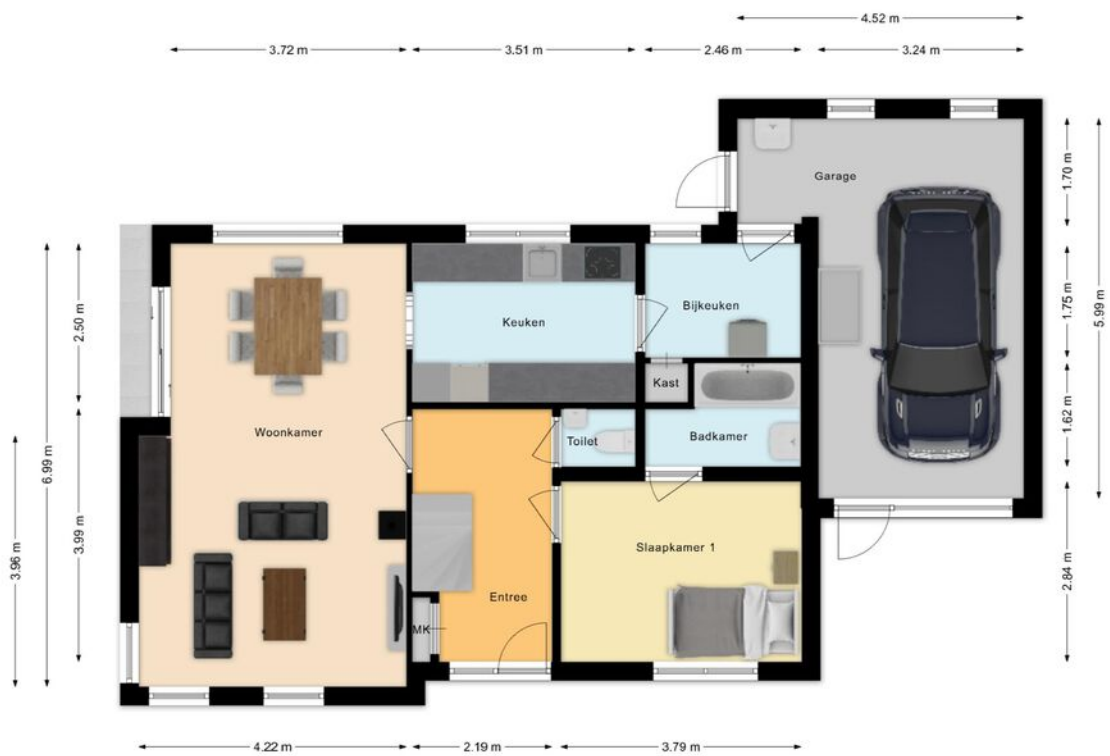 4.52 m
3.72 m
3.51 m
2.46 m
3.24 m
Garage
1.70 m
5.99 m
2.50 m
Keuken
Bijkeuken
1.75 m
Kast
1.62 m
Woonkamer
Toilet
Badkamer
6.99 m
3.99 m
3.96 m
Slaapkamer 1
2.84 m
Entree
MK
4.22 m
2.19 m
3.79 m